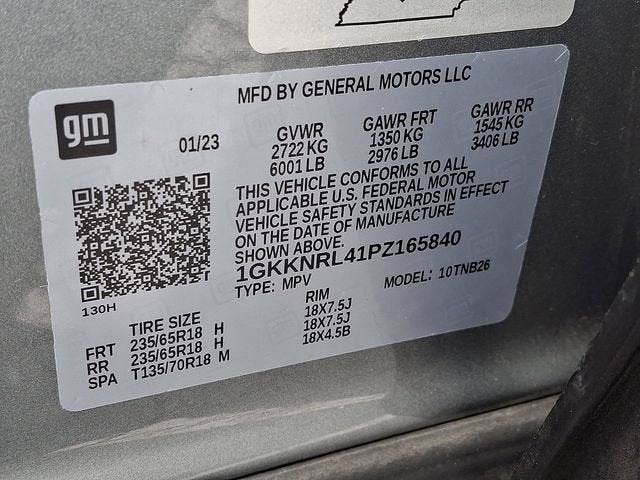 MFD BY GENERAL MOTORS LLC
gm
01/23
GVWR GAWR FRT GAWR RR
2722 KG 1350 KG 1545 KG
6001 LB 2976 LB 3406 LB
THIS VEHICLE CONFORMS TO ALL
APPLICABLE U.S. FEDERAL MOTOR
VEHICLE SAFETY STANDARDS IN EFFECT
ON THE DATE OF MANUFACTURE
SHOWN ABOVE.
1GKKNRL41PZ165840
TYPE: MPV MODEL: 10TNB26
130H
TIRE SIZE RIM
FRT 235/65R18 H 18X7.5J
RR 235/65R18 H 18X7.5J
SPA T135/70R18 M 18X4.5B